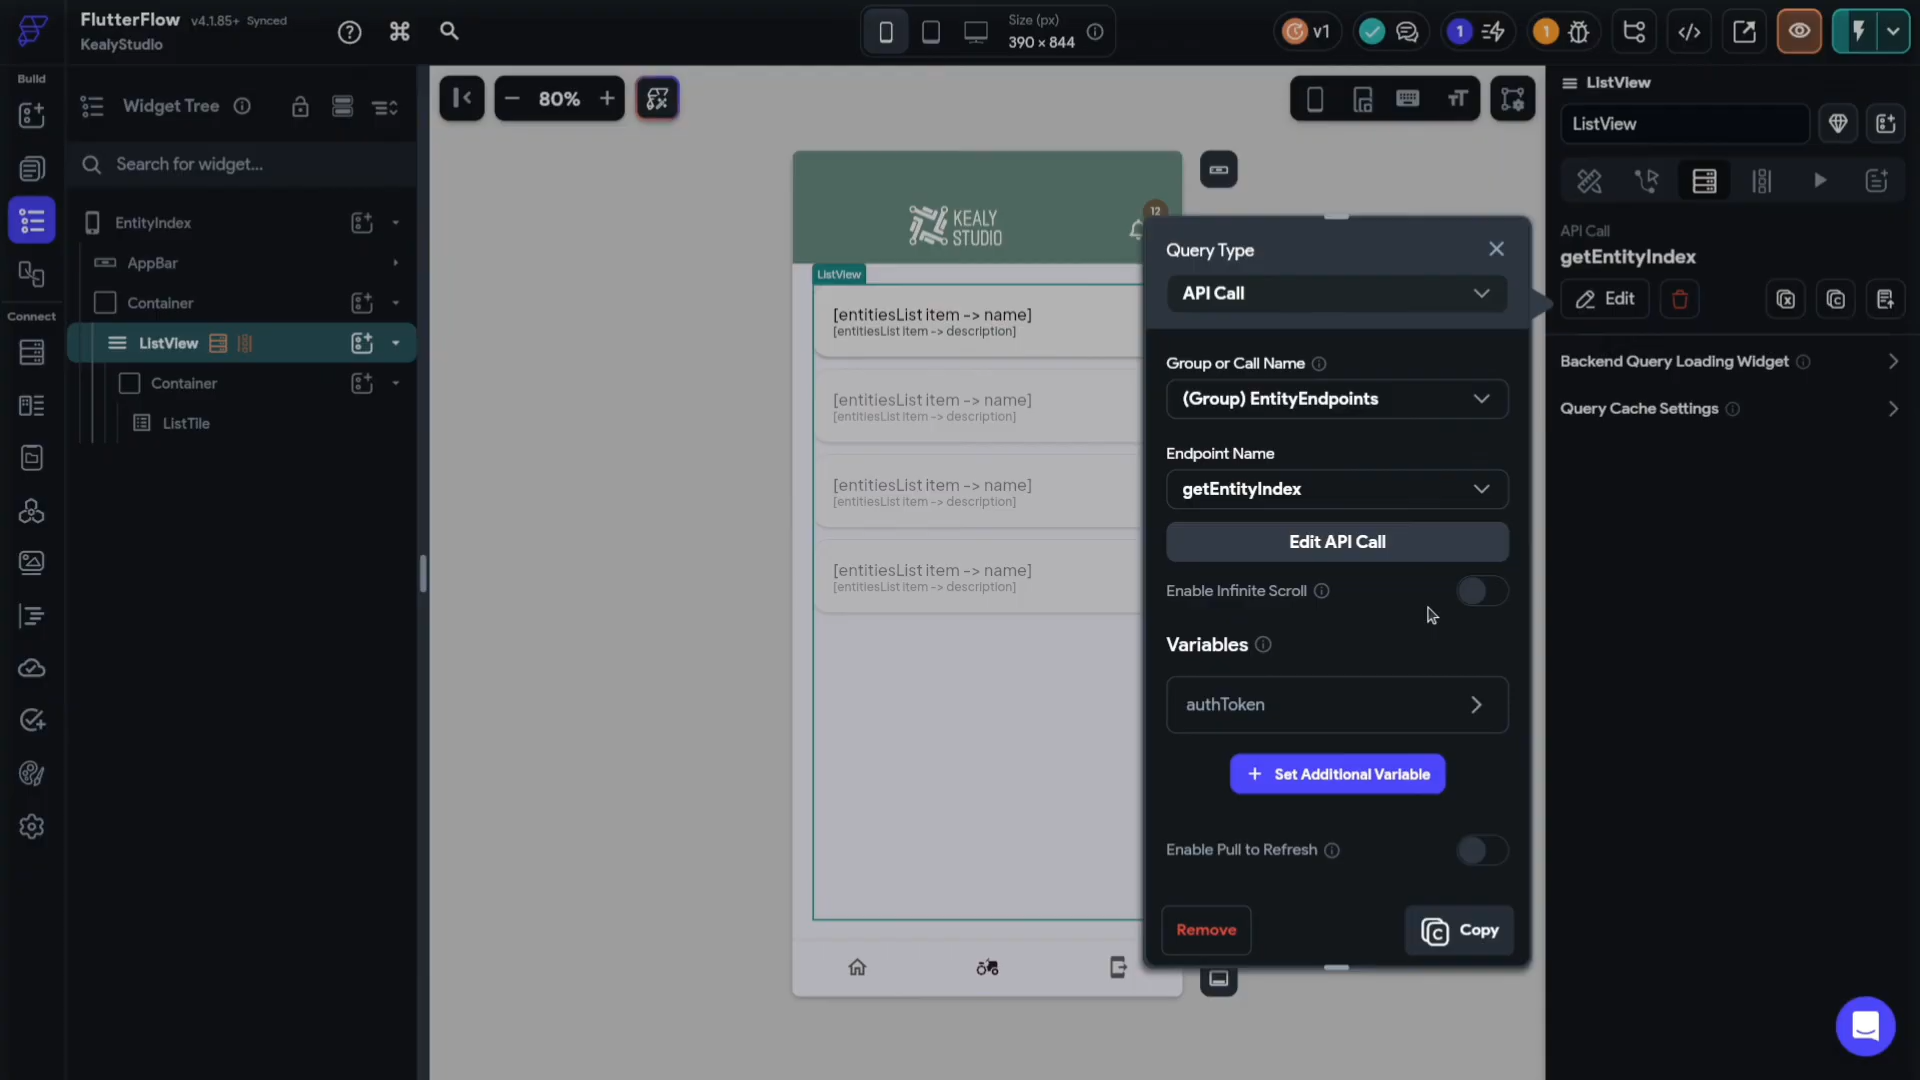 FlutterFlow v4.1.85+ Synced
KealyStudio
Size (px)
390 × 844
v1
1
1
Build
Widget Tree
Search for widget...
EntityIndex
AppBar
Container
Connect
ListView
Container
ListTile
80%
KEALY
STUDIO
12
ListView
[entitiesList item -> name]
[entitiesList item -> description]
[entitiesList item -> name]
[entitiesList item -> description]
[entitiesList item -> name]
[entitiesList item -> description]
[entitiesList item -> name]
[entitiesList item -> description]
Query Type
API Call
Group or Call Name
(Group) EntityEndpoints
Endpoint Name
getEntityIndex
Edit API Call
Enable Infinite Scroll
Variables
authToken
+ Set Additional Variable
Enable Pull to Refresh
Remove
Copy
ListView
ListView
API Call
getEntityIndex
Edit
Backend Query Loading Widget
Query Cache Settings